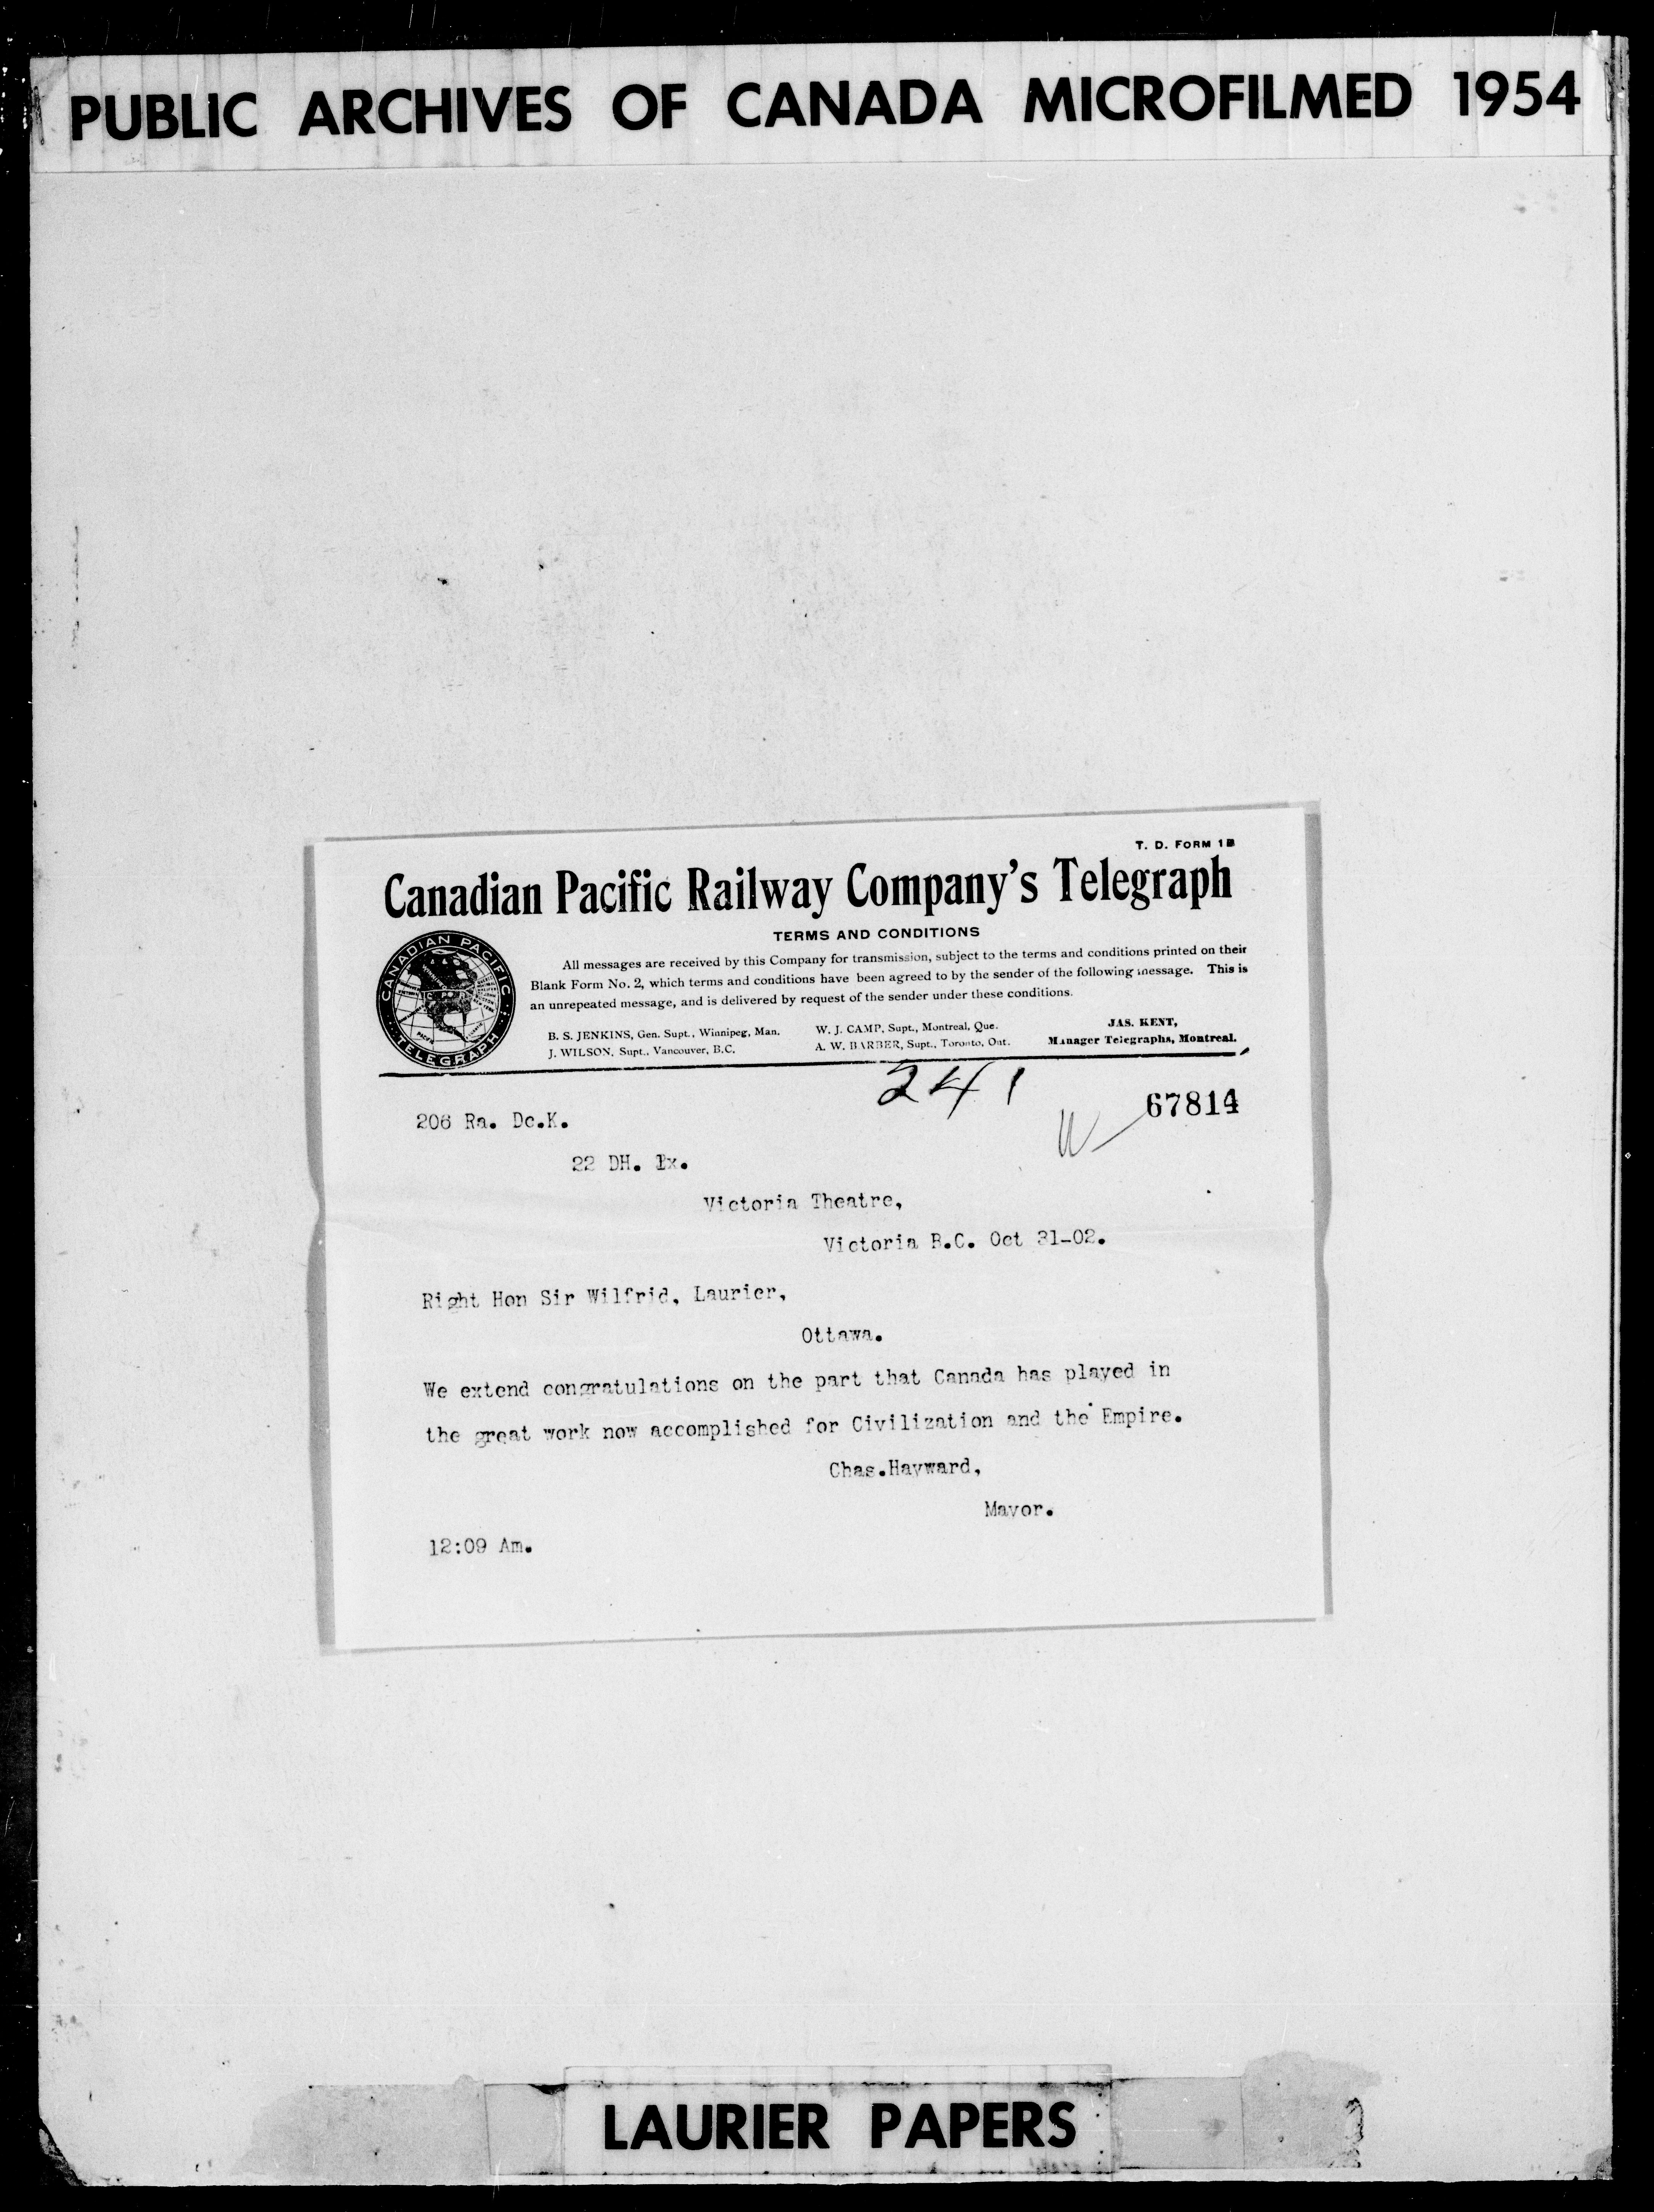 PUBLIC ARCHIVES OF CANADA MICROFILMED 1954
T. D. FORM 1B
Canadian Pacific Railway Company's Telegraph
TERMS AND CONDITIONS
CANADIAN PACIFIC
TELEGRAPH
All messages are received by this Company for transmission, subject to the terms and conditions printed on their
Blank Form No. 2, which terms and conditions have been agreed to by the sender of the following message. This is
an unrepeated message, and is delivered by request of the sender under these conditions.
B. S. JENKINS, Gen. Supt., Winnipeg, Man. W. J. CAMP, Supt., Montreal, Que. JAS. KENT,
J. WILSON, Supt., Vancouver, B.C. A. W. BARBER, Supt., Toronto, Ont. Manager Telegraphs, Montreal.
241
67814
206 Ra. Dc.K.
22 DH. Ix.
Victoria Theatre,
Victoria B.C. Oct 31-02.
Right Hon Sir Wilfrid, Laurier,
Ottawa.
We extend congratulations on the part that Canada has played in
the great work now accomplished for Civilization and the Empire.
Chas.Hayward,
Mayor.
12:09 Am.
LAURIER PAPERS